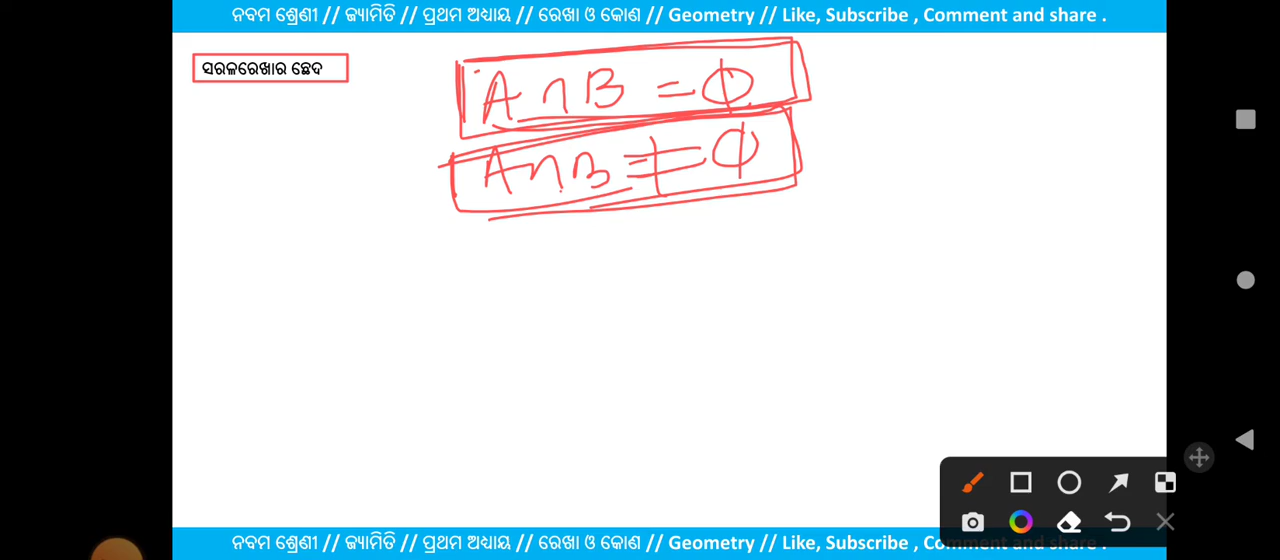 ନବମ ଶ୍ରେଣୀ // ଜ୍ୟାମିତି // ପ୍ରଥମ ଅଧ୍ୟାୟ // ରେଖା ଓ କୋଣ // Geometry // Like, Subscribe , Comment and share .
ସରଳରେଖାର ଛେଦ
A ∩ B = ϕ
A ∩ B ≠ ϕ
ନବମ ଶ୍ରେଣୀ // ଜ୍ୟାମିତି // ପ୍ରଥମ ଅଧ୍ୟାୟ // ରେଖା ଓ କୋଣ // Geometry // Like, Subscribe , Comment and share .